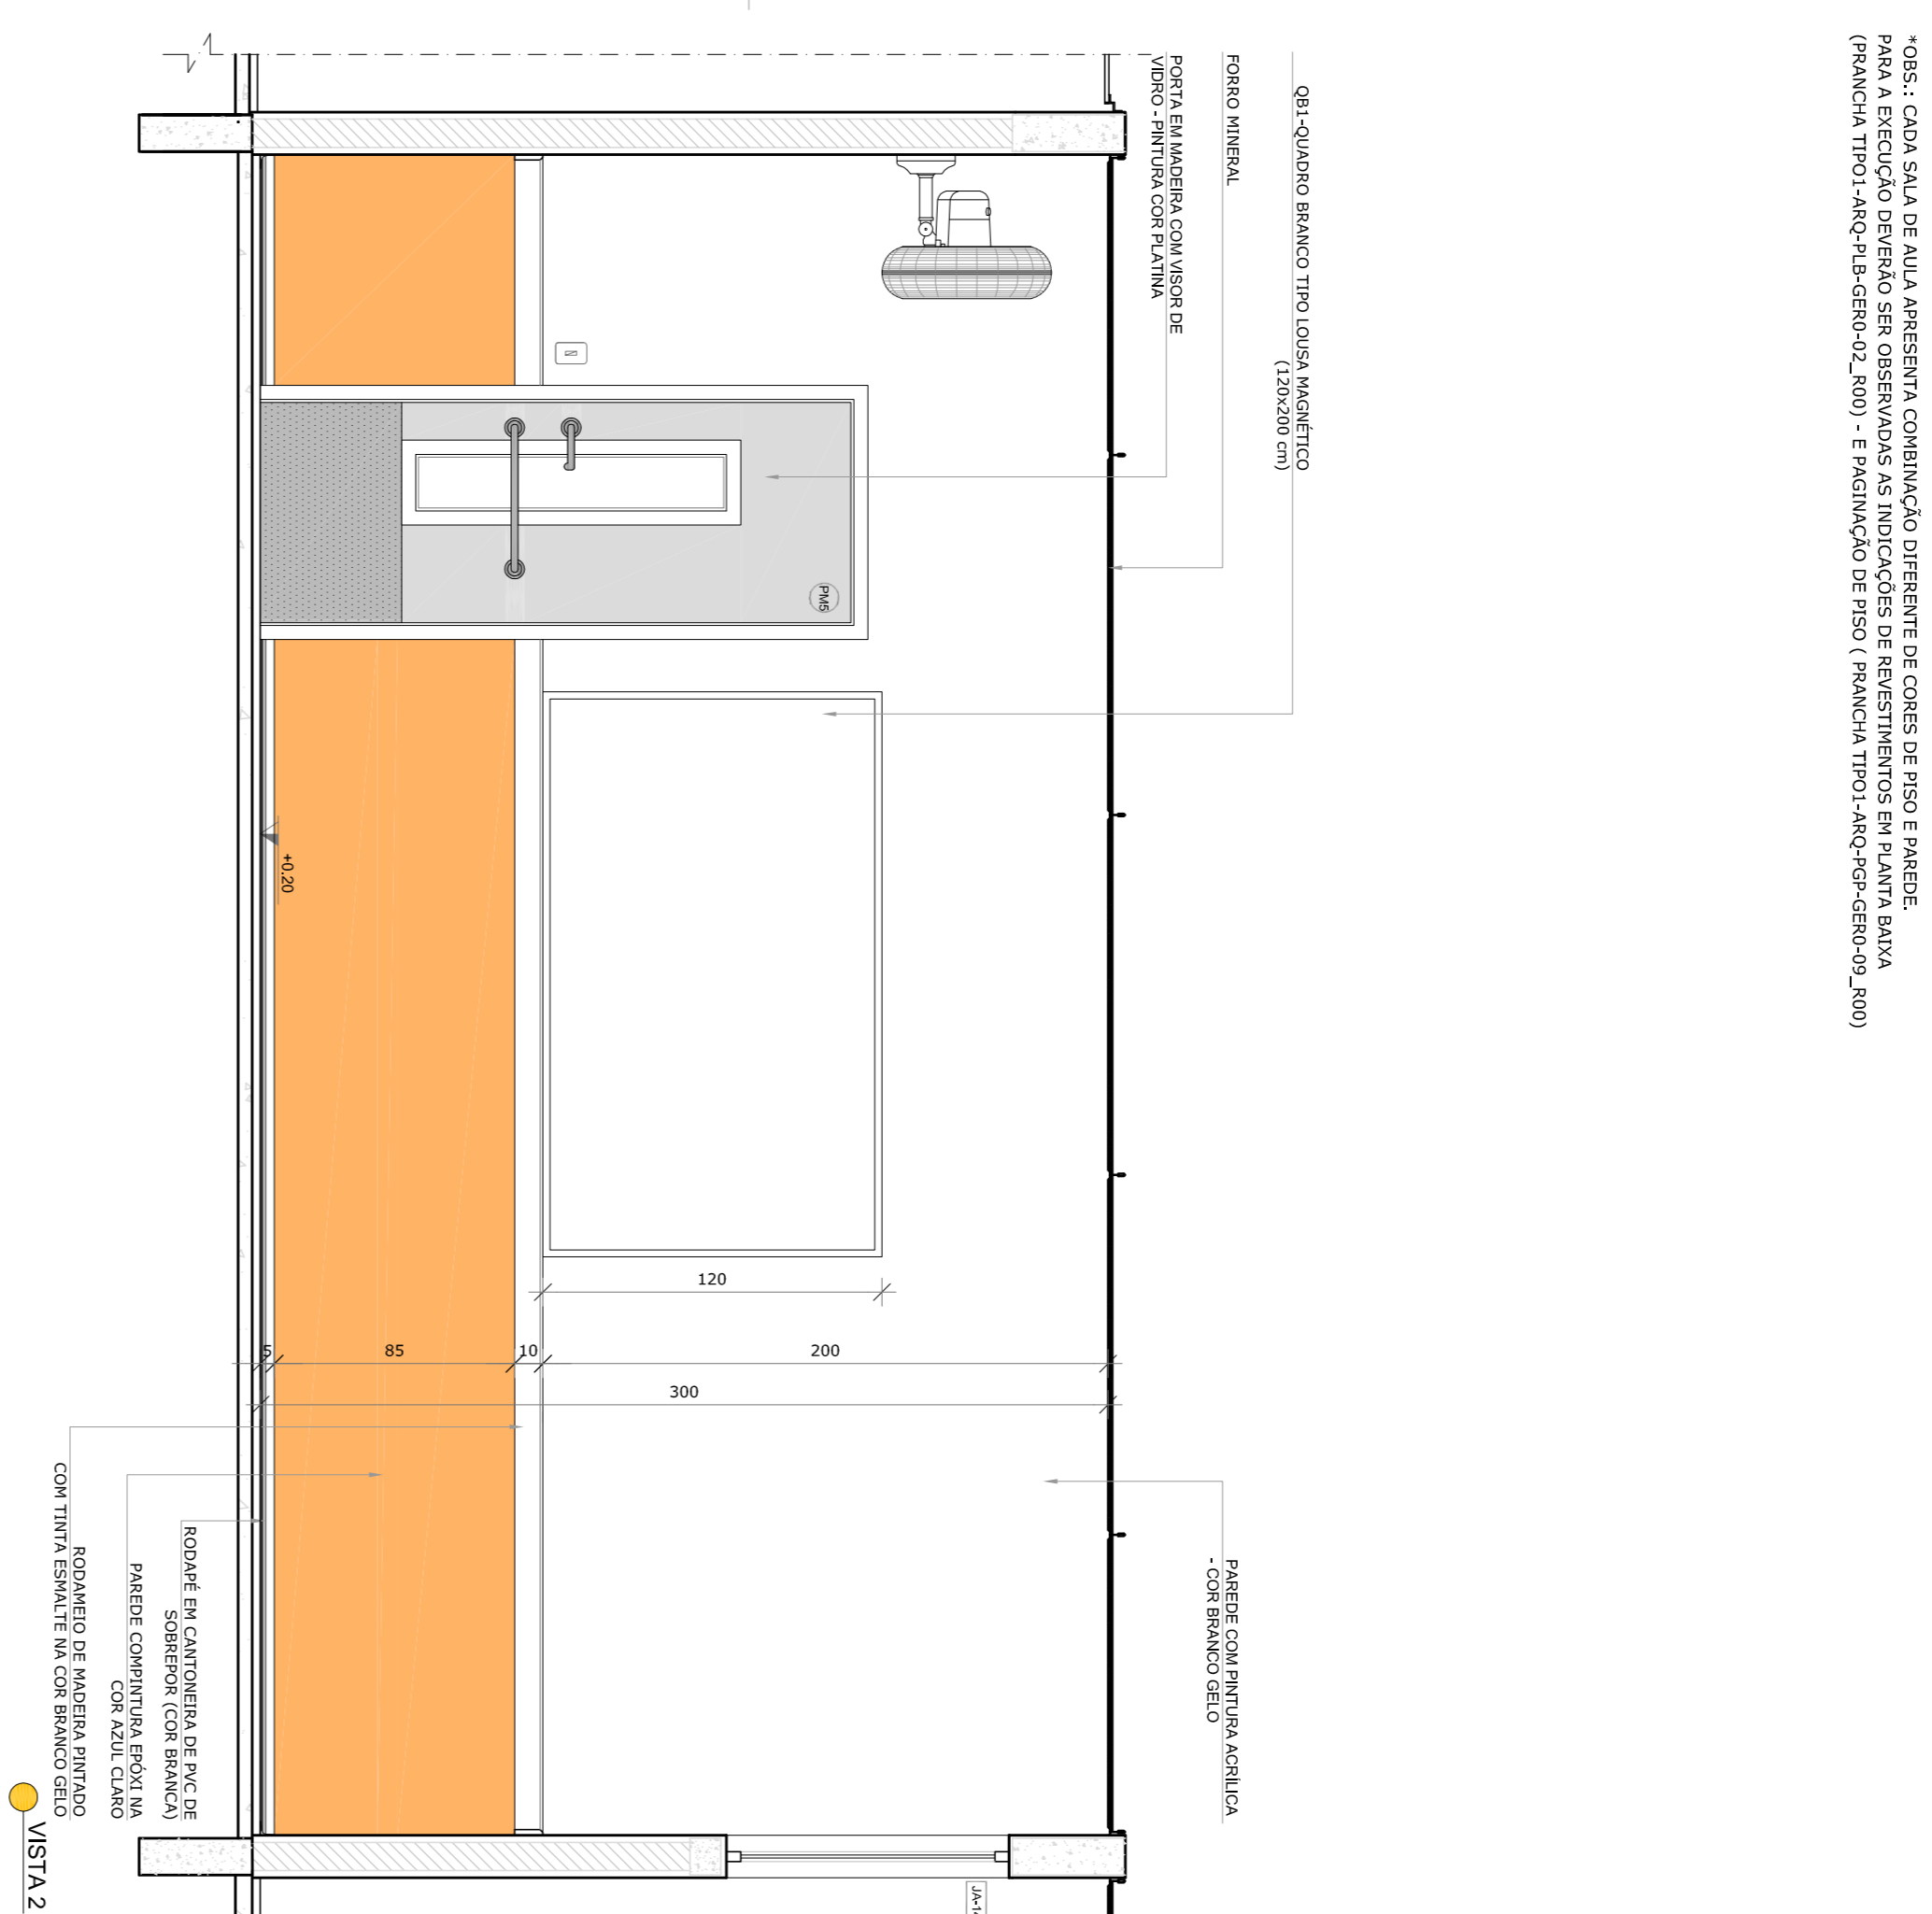 *OBS.: CADA SALA DE AULA APRESENTA COMBINAÇÃO DIFERENTE DE CORES DE PISO E PAREDE.
PARA A EXECUÇÃO DEVERÃO SER OBSERVADAS AS INDICAÇÕES DE REVESTIMENTOS EM PLANTA BAIXA
(PRANCHA TIPO1-ARQ-PLB-GER0-02_R00) - E PAGINAÇÃO DE PISO ( PRANCHA TIPO1-ARQ-PGP-GER0-09_R00)
QB1-QUADRO BRANCO TIPO LOUSA MAGNÉTICO
(120x200 cm)
FORRO MINERAL
PORTA EM MADEIRA COM VISOR DE
VIDRO - PINTURA COR PLATINA
PAREDE COM PINTURA ACRÍLICA
- COR BRANCO GELO
PM5
JA-14
120
5
85
10
200
300
+0.20
RODAPÉ EM CANTONEIRA DE PVC DE
SOBREPOR (COR BRANCA)
PAREDE COMPINTURA EPÓXI NA
COR AZUL CLARO
RODAMEIO DE MADEIRA PINTADO
COM TINTA ESMALTE NA COR BRANCO GELO
VISTA 2